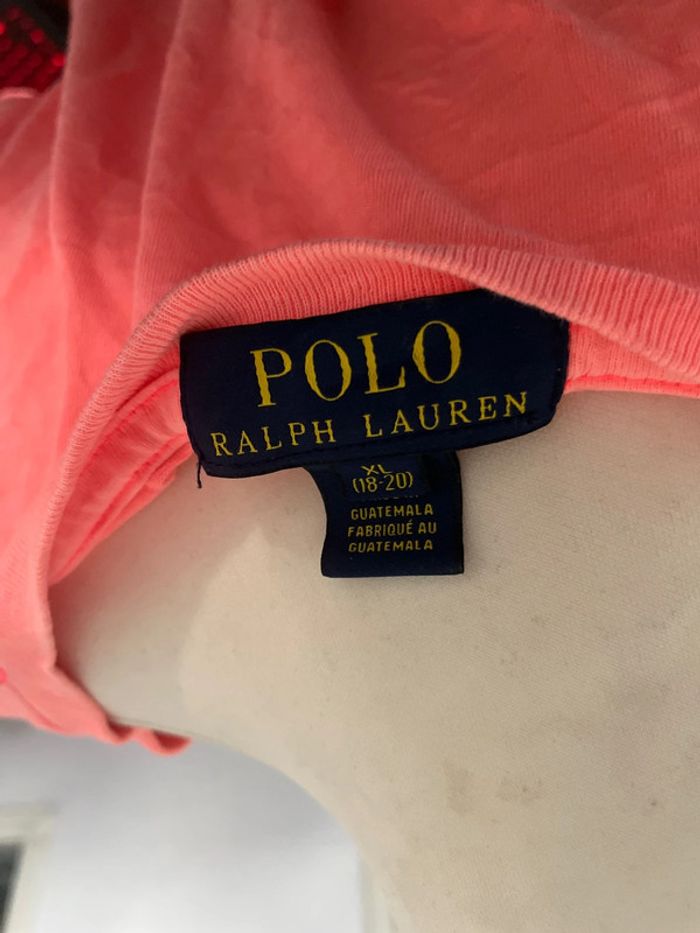 POLO
RALPH LAUREN
XL
(18-20)
GUATEMALA
FABRIQUÉ AU
GUATEMALA